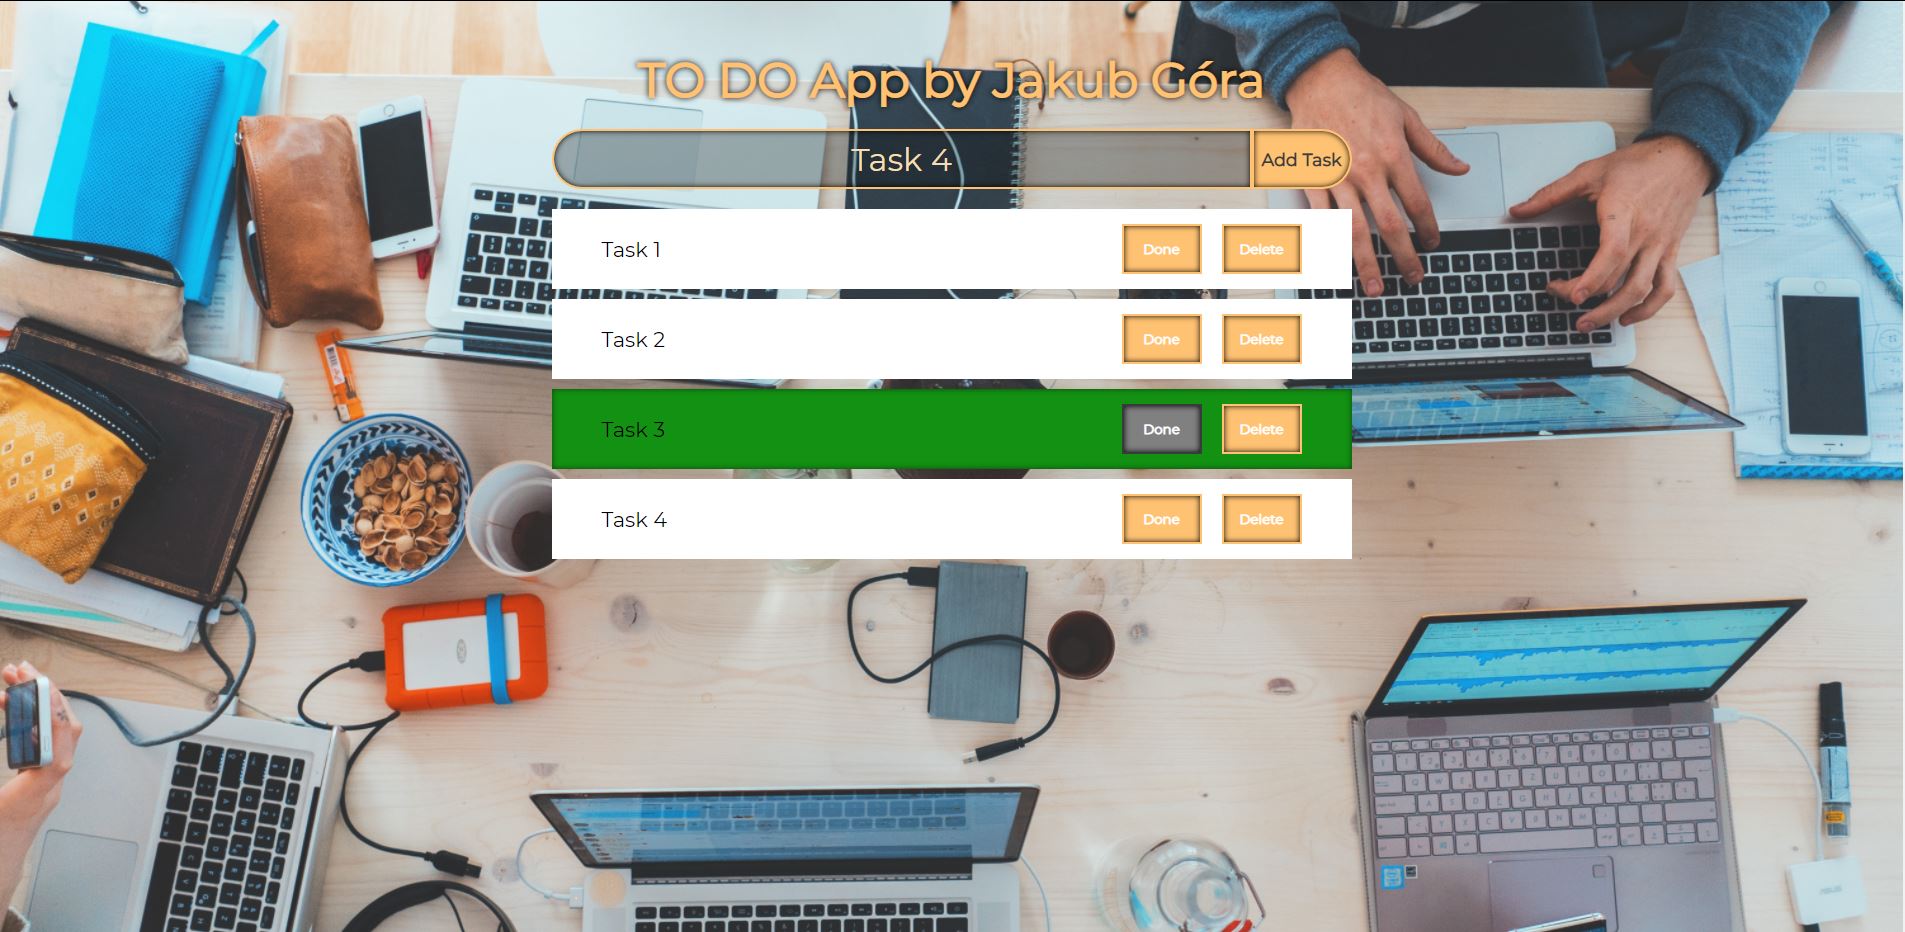 TO DO App by Jakub Góra
Task 4
Add Task
Task 1
Done
Delete
Task 2
Done
Delete
Task 3
Done
Delete
Task 4
Done
Delete